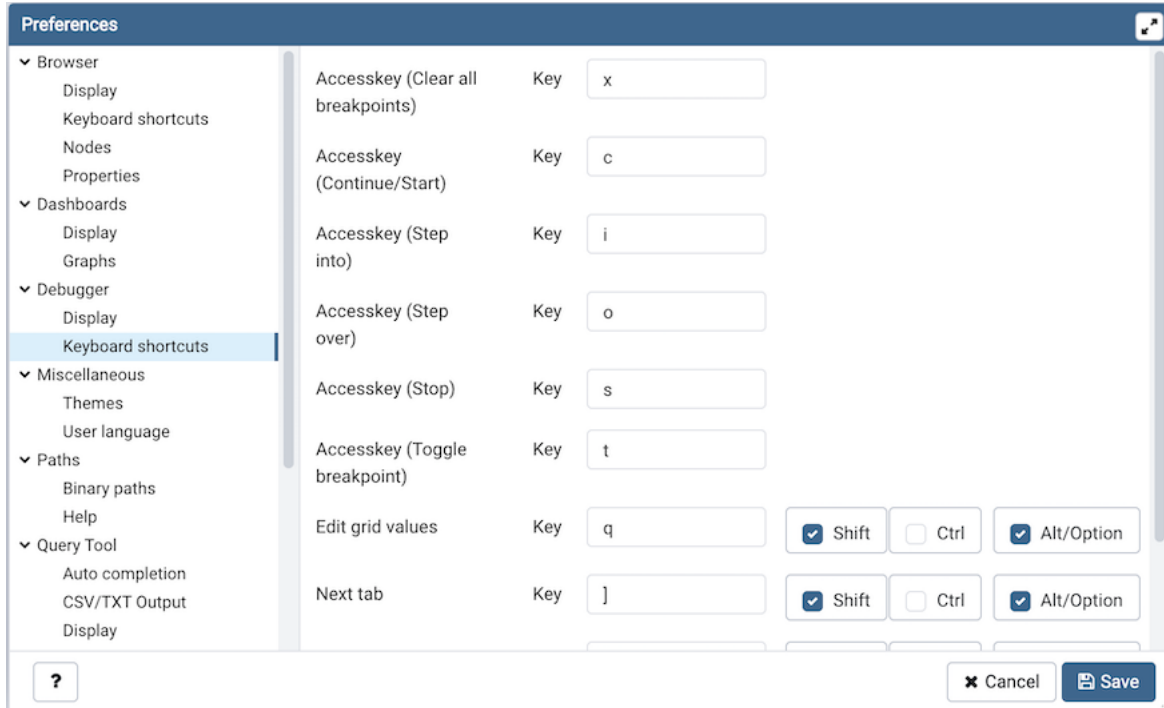 Preferences
Browser
Display
Keyboard shortcuts
Nodes
Properties
Dashboards
Display
Graphs
Debugger
Display
Keyboard shortcuts
Miscellaneous
Themes
User language
Paths
Binary paths
Help
Query Tool
Auto completion
CSV/TXT Output
Display
Accesskey (Clear all Key x
breakpoints)
Accesskey Key c
(Continue/Start)
Accesskey (Step Key i
into)
Accesskey (Step Key o
over)
Accesskey (Stop) Key s
Accesskey (Toggle Key t
breakpoint)
Edit grid values Key q Shift Ctrl Alt/Option
Next tab Key ] Shift Ctrl Alt/Option
? Cancel Save